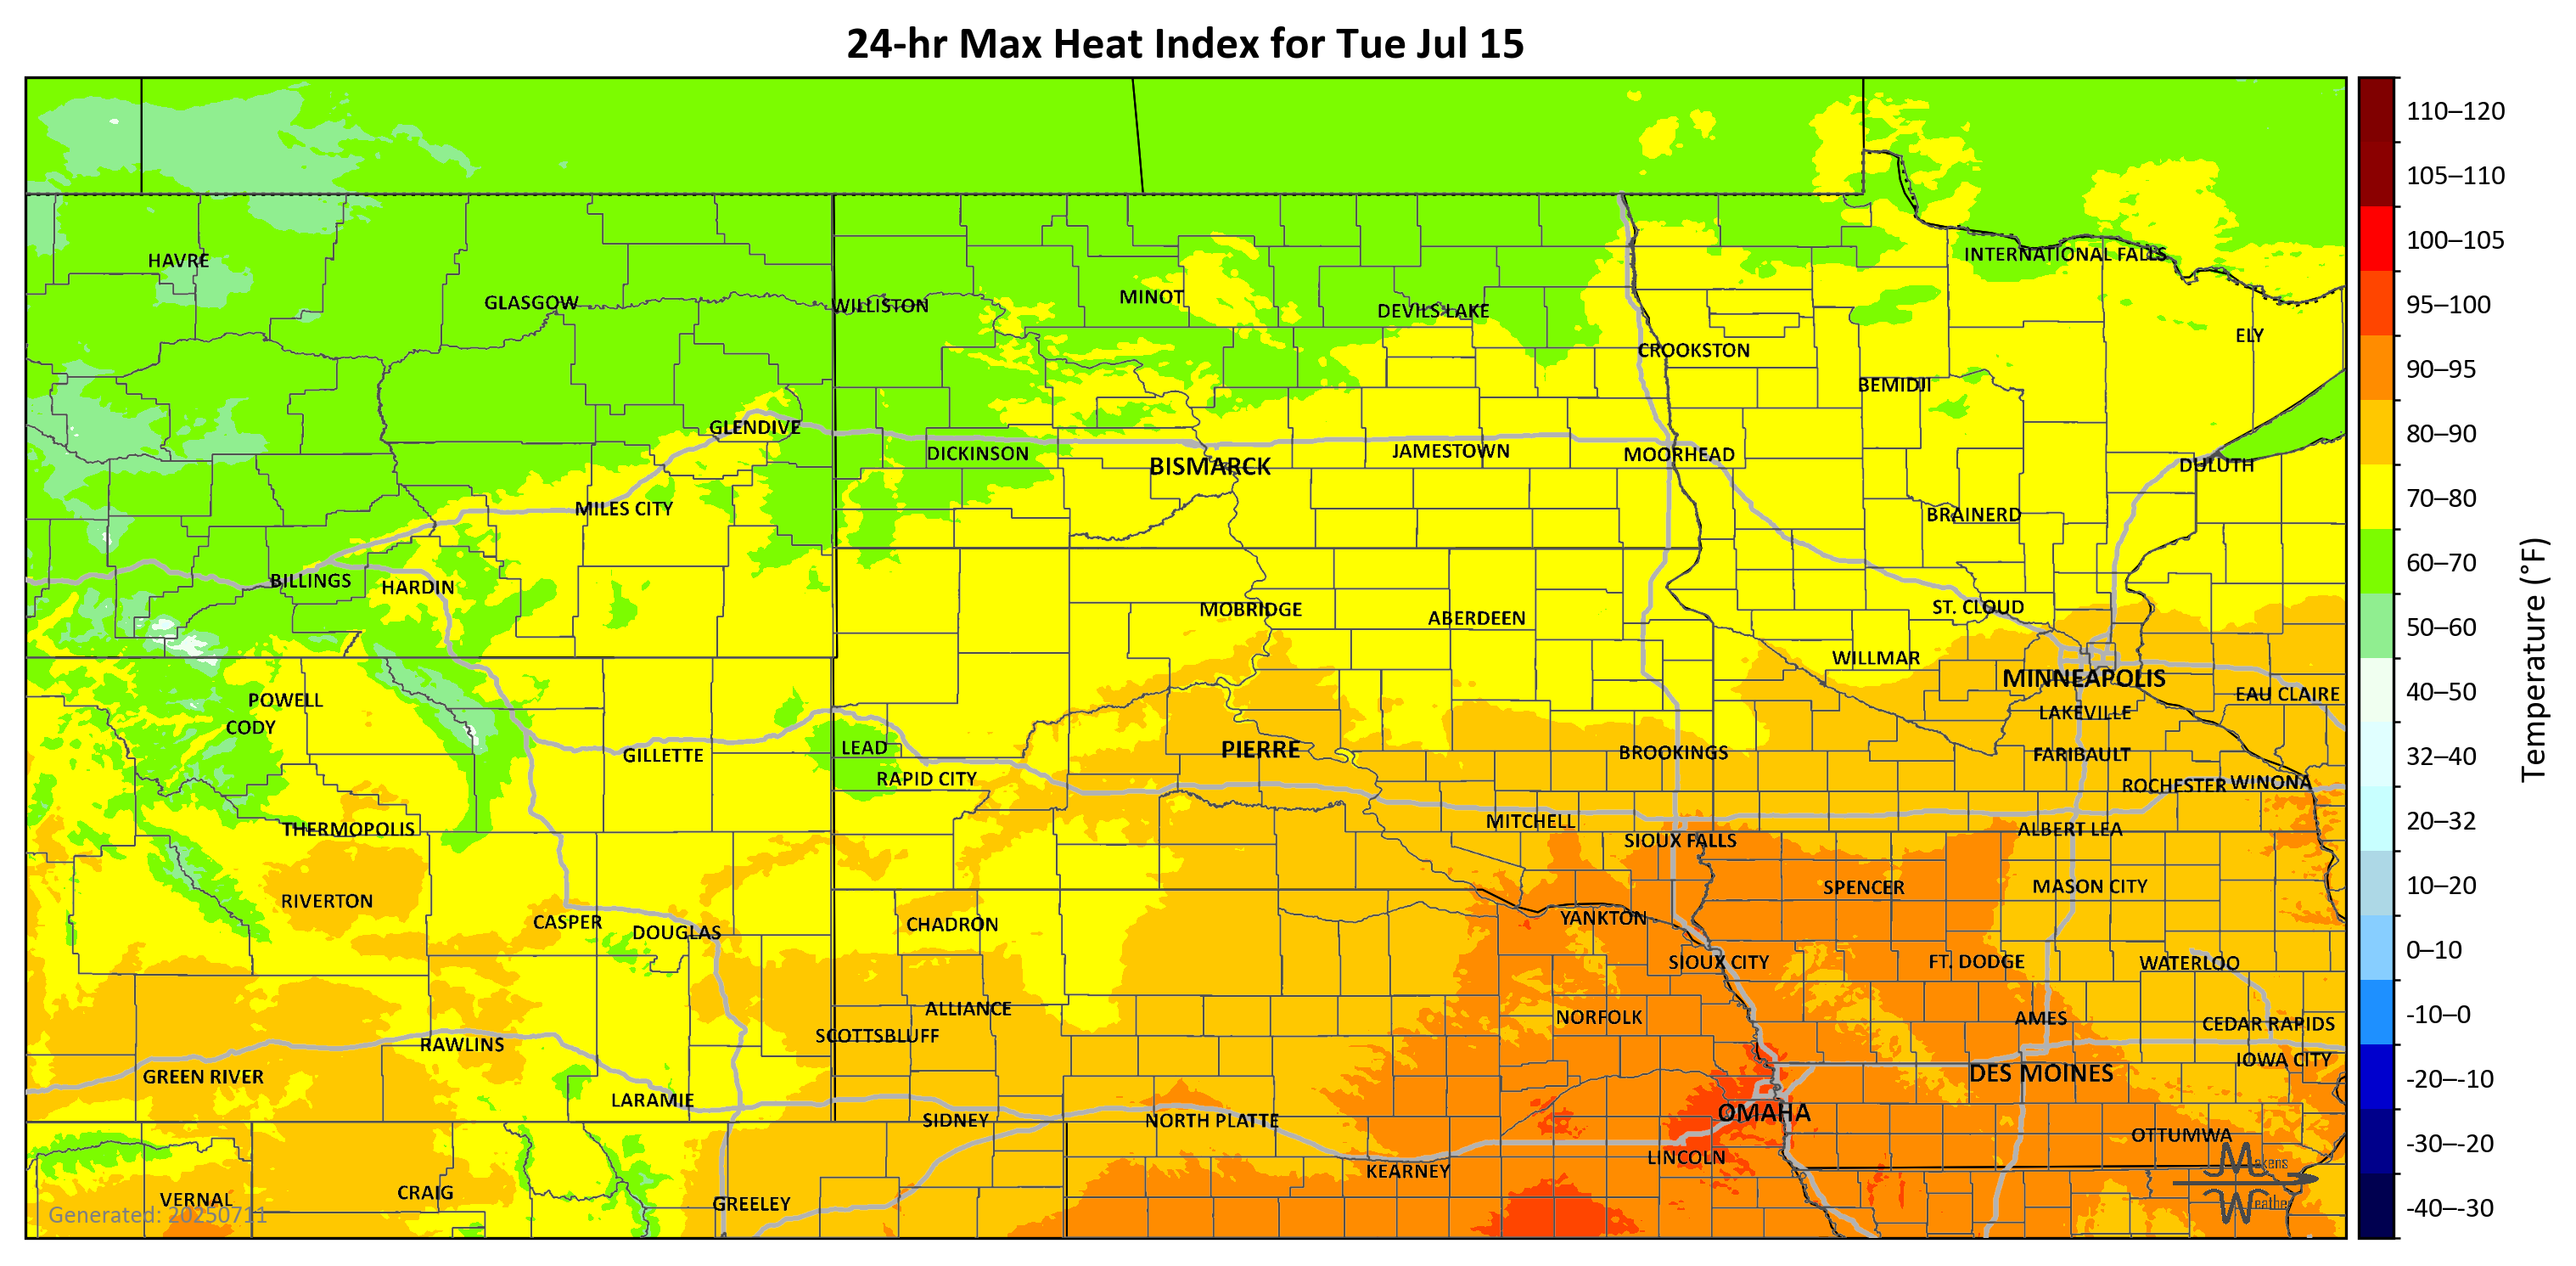 24-hr Max Heat Index for Tue Jul 15
110–120
105–110
100–105
95–100
90–95
80–90
70–80
60–70
50–60
40–50
32–40
20–32
10–20
0–10
-10–0
-20–-10
-30–-20
-40–-30
Temperature (°F)
INTERNATIONAL FALLS
HAVRE
MINOT
GLASGOW
WILLISTON
DEVILS LAKE
ELY
CROOKSTON
BEMIDJI
GLENDIVE
DICKINSON
JAMESTOWN
MOORHEAD
BISMARCK
DULUTH
MILES CITY
BRAINERD
BILLINGS
HARDIN
MOBRIDGE
ABERDEEN
ST. CLOUD
WILLMAR
MINNEAPOLIS
EAU CLAIRE
POWELL
LAKEVILLE
CODY
LEAD
PIERRE
BROOKINGS
GILLETTE
FARIBAULT
RAPID CITY
ROCHESTER
WINONA
MITCHELL
THERMOPOLIS
ALBERT LEA
SIOUX FALLS
SPENCER
MASON CITY
RIVERTON
YANKTON
CASPER
CHADRON
DOUGLAS
SIOUX CITY
FT. DODGE
WATERLOO
ALLIANCE
NORFOLK
AMES
CEDAR RAPIDS
SCOTTSBLUFF
RAWLINS
IOWA CITY
GREEN RIVER
DES MOINES
LARAMIE
OMAHA
SIDNEY
NORTH PLATTE
OTTUMWA
LINCOLN
KEARNEY
CRAIG
VERNAL
GREELEY
Generated: 20250711
Makens
Weather